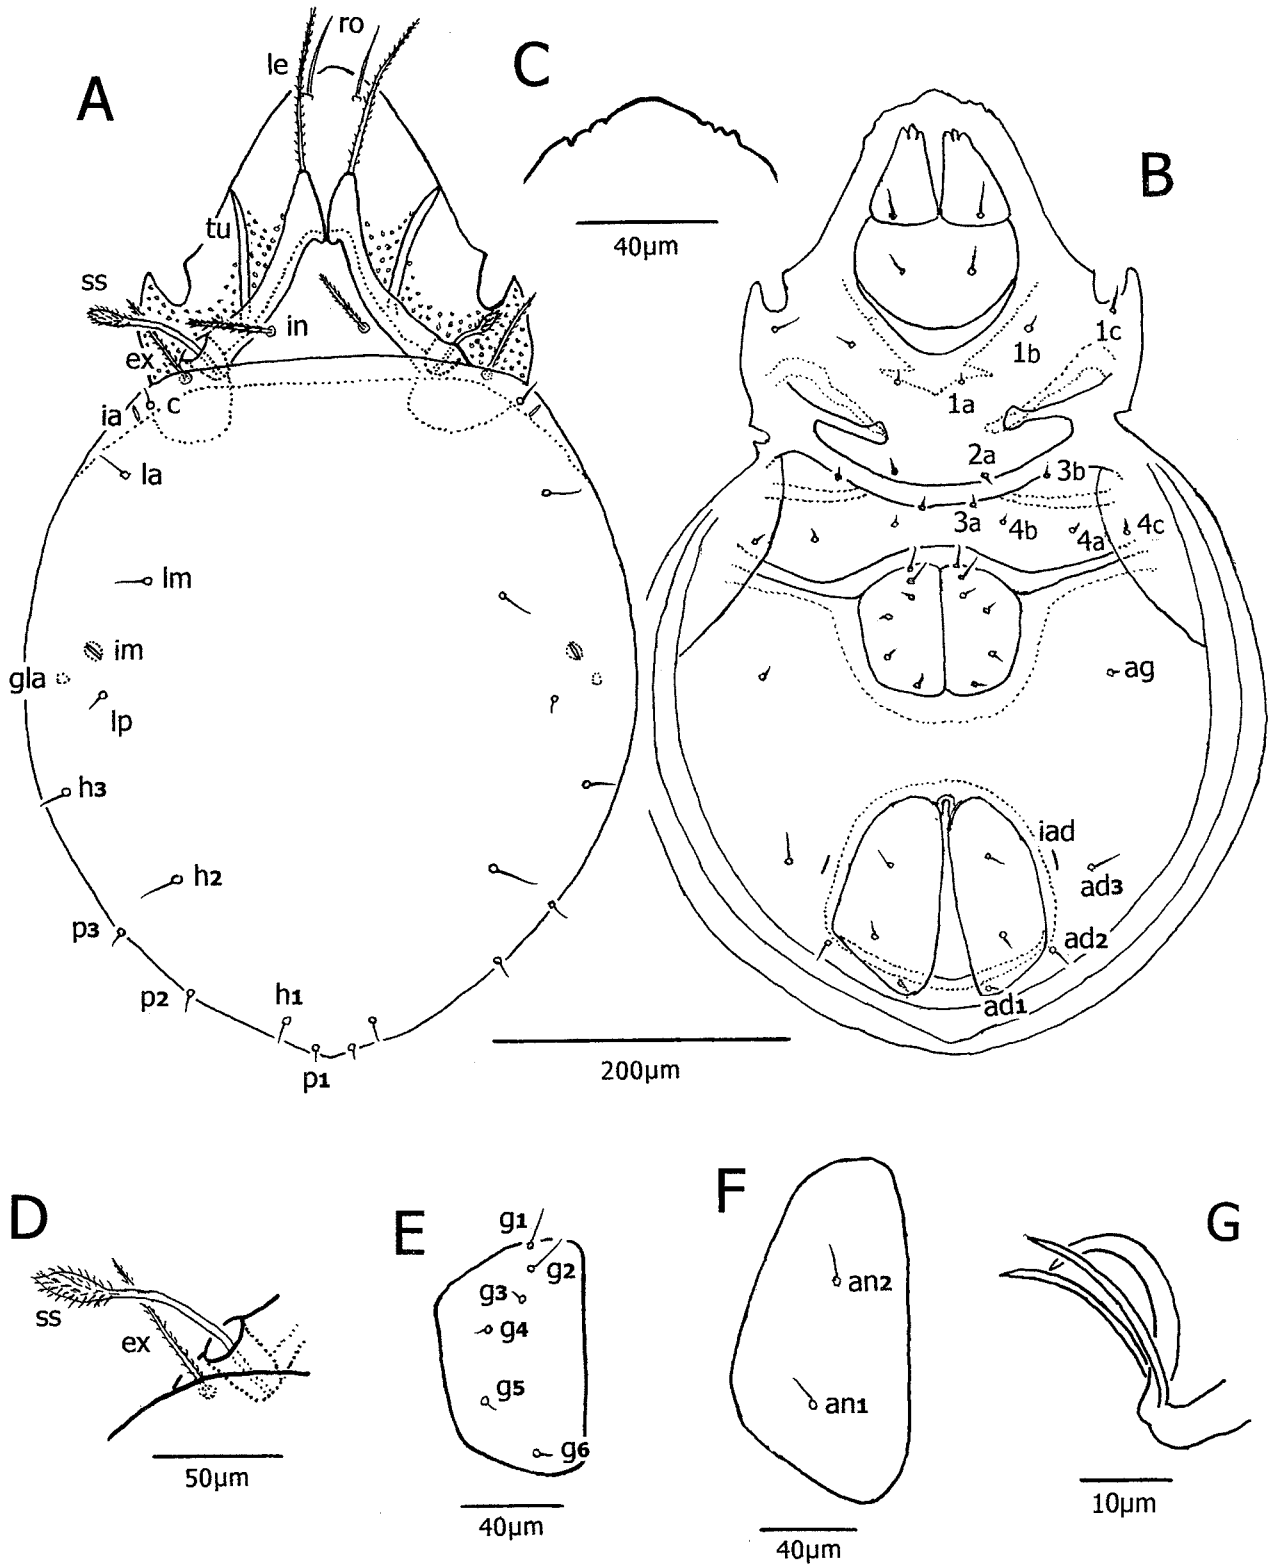 A
ro
le
tu
ss
in
ex
ia
c
la
lm
im
gla
lp
h3
h2
p3
p2
h1
p1
C
40µm
B
1c
1b
1a
2a
3b
3a
4b
4a
4c
ag
iad
ad3
ad2
ad1
200µm
D
ss
ex
50µm
E
g1
g2
g3
g4
g5
g6
40µm
F
an2
an1
40µm
G
10µm